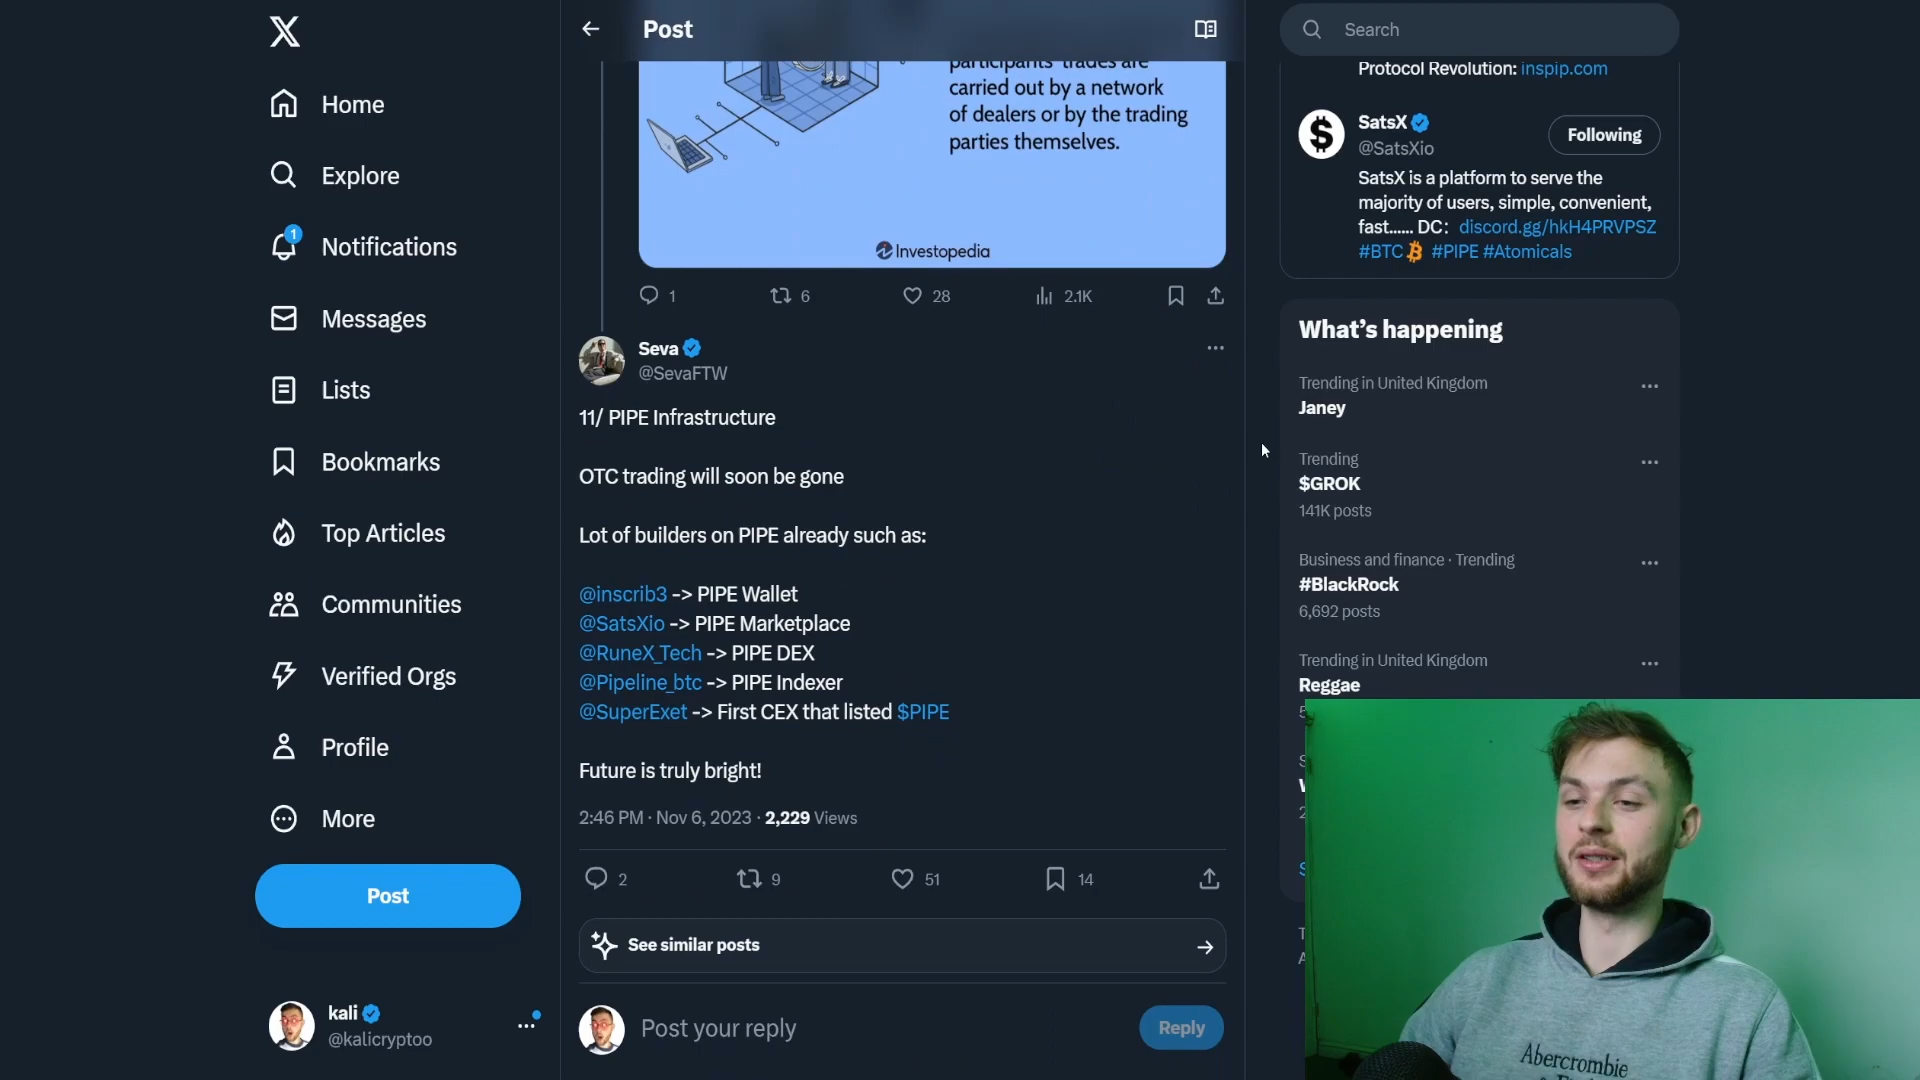 Home
Explore
1
Notifications
Messages
Lists
Bookmarks
Top Articles
Communities
Verified Orgs
Profile
More
Post
kali
@kalicryptoo
Post
participants' trades are
carried out by a network
of dealers or by the trading
parties themselves.
Investopedia
1 6 28 2.1K
Seva
@SevaFTW
11/ PIPE Infrastructure
OTC trading will soon be gone
Lot of builders on PIPE already such as:
@inscrib3 -> PIPE Wallet
@SatsXio -> PIPE Marketplace
@RuneX_Tech -> PIPE DEX
@Pipeline_btc -> PIPE Indexer
@SuperExet -> First CEX that listed $PIPE
Future is truly bright!
2:46 PM · Nov 6, 2023 · 2,229 Views
2 9 51 14
See similar posts
Post your reply
Reply
Search
Protocol Revolution: inspip.com
SatsX
@SatsXio
Following
SatsX is a platform to serve the
majority of users, simple, convenient,
fast...... DC： discord.gg/hkH4PRVPSZ
#BTC #PIPE #Atomicals
What's happening
Trending in United Kingdom
Janey
Trending
$GROK
141K posts
Business and finance · Trending
#BlackRock
6,692 posts
Trending in United Kingdom
Reggae
Abercrombie